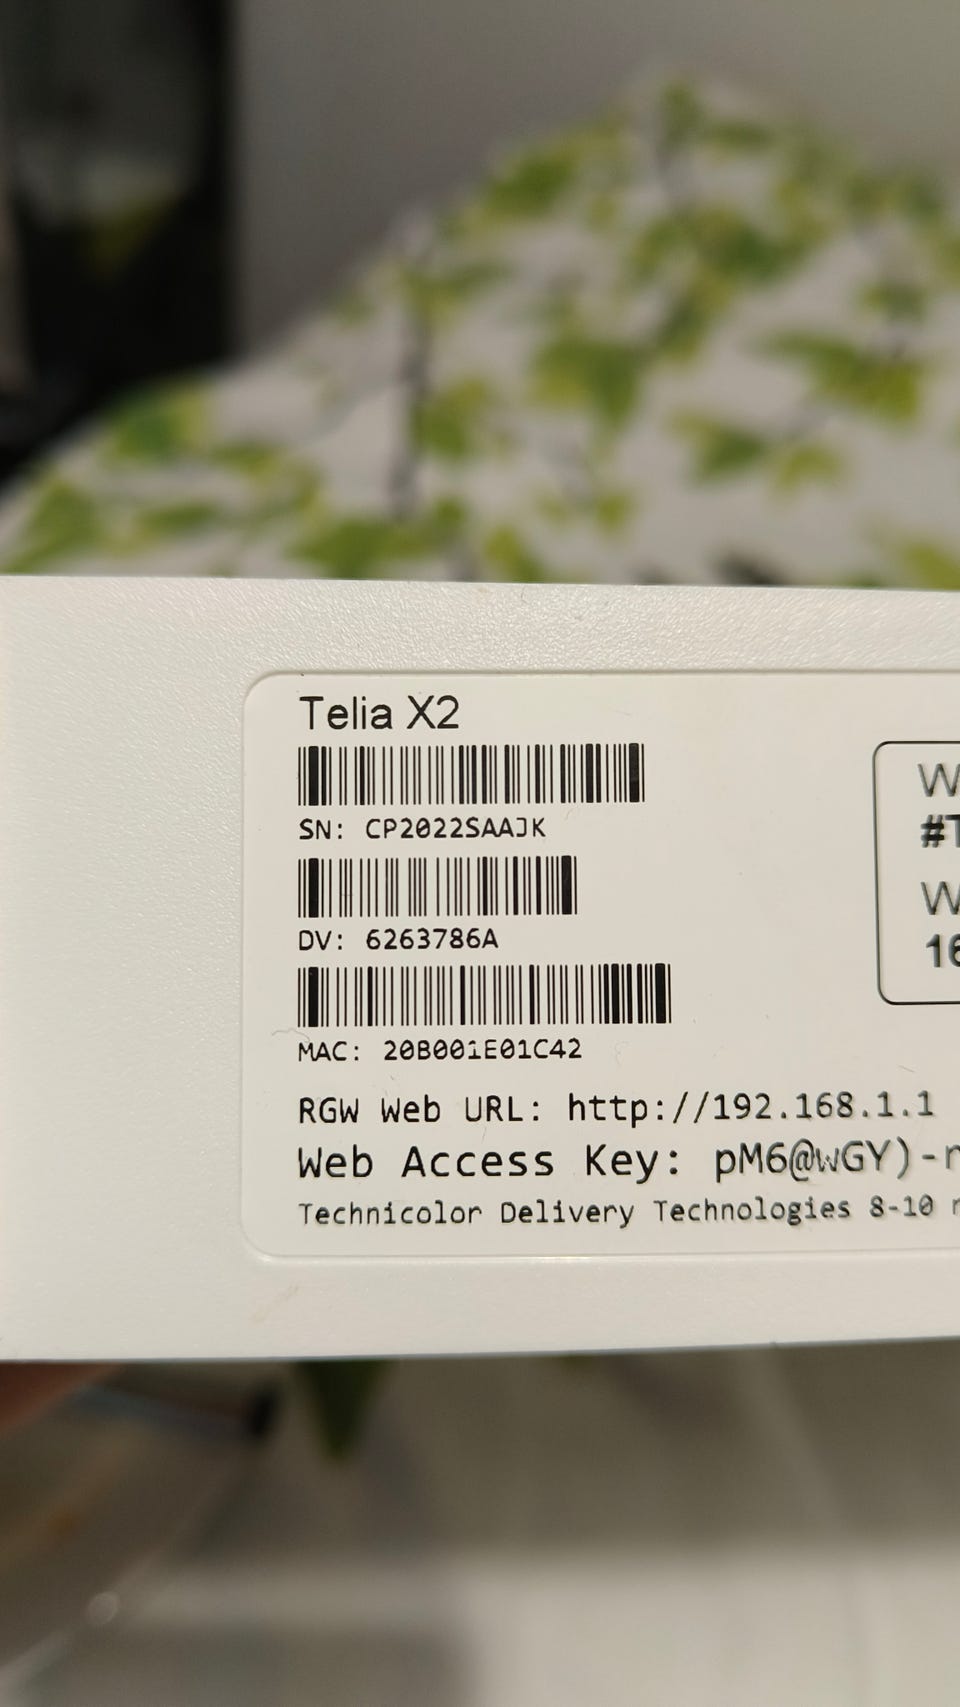 Telia X2
SN: CP2022SAAJK
DV: 6263786A
MAC: 20B001E01C42
RGW Web URL: http://192.168.1.1
Web Access Key: pM6@wGY)-
Technicolor Delivery Technologies 8-10
W
#T
W
16